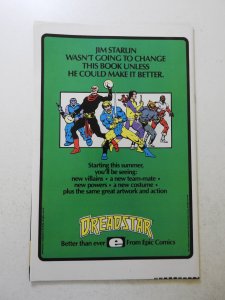 JIM STARLIN
WASN'T GOING TO CHANGE
THIS BOOK UNLESS
HE COULD MAKE IT BETTER.
Starting this summer,
you'll be seeing:
new villains • a new team-mate •
new powers • a new costume •
plus the same great artwork and action
DREADSTAR
Better than ever From Epic Comics